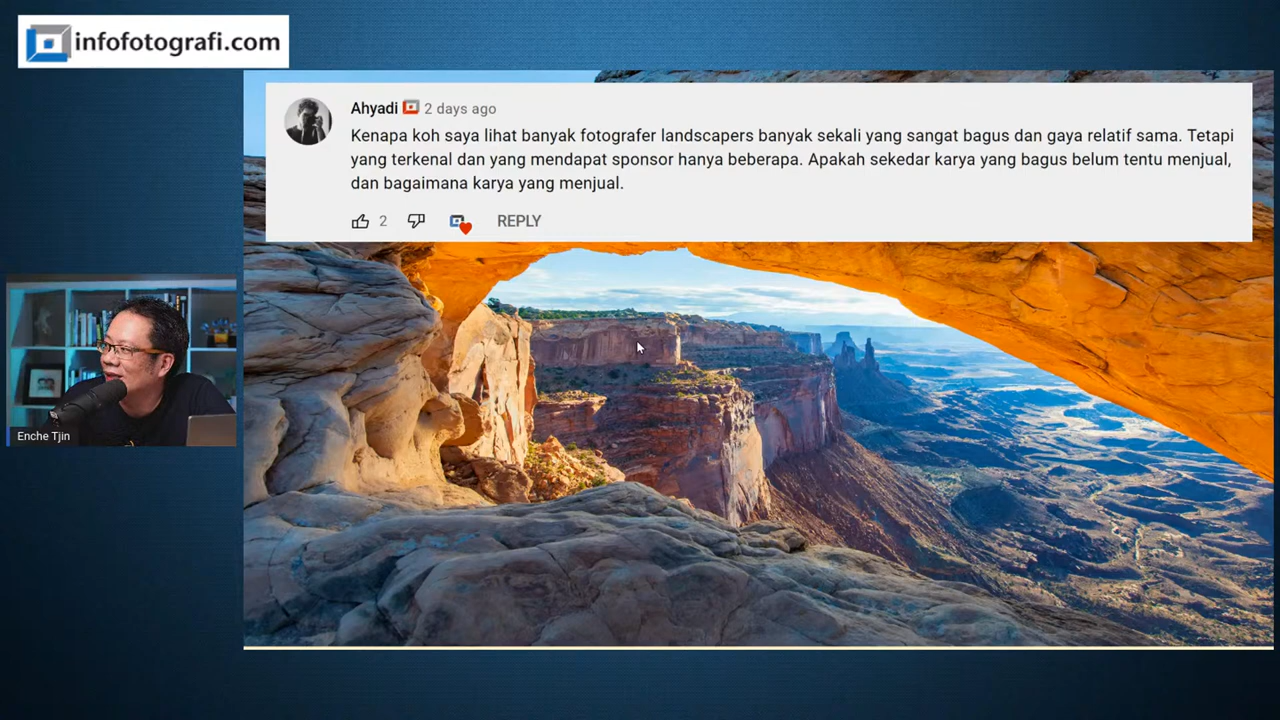 infofotografi.com
Ahyadi 2 days ago
Kenapa koh saya lihat banyak fotografer landscapers banyak sekali yang sangat bagus dan gaya relatif sama. Tetapi
yang terkenal dan yang mendapat sponsor hanya beberapa. Apakah sekedar karya yang bagus belum tentu menjual,
dan bagaimana karya yang menjual.
2 REPLY
Enche Tjin